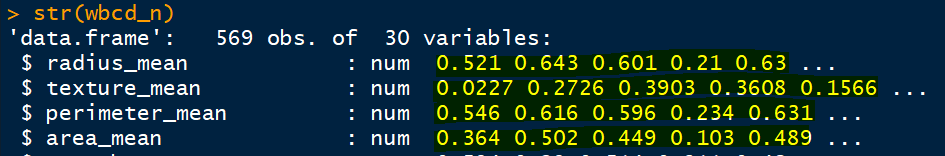 > str(wbcd_n)
'data.frame':   569 obs. of  30 variables:
 $ radius_mean            : num  0.521 0.643 0.601 0.21 0.63 ...
 $ texture_mean           : num  0.0227 0.2726 0.3903 0.3608 0.1566 ...
 $ perimeter_mean         : num  0.546 0.616 0.596 0.234 0.631 ...
 $ area_mean              : num  0.364 0.502 0.449 0.103 0.489 ...